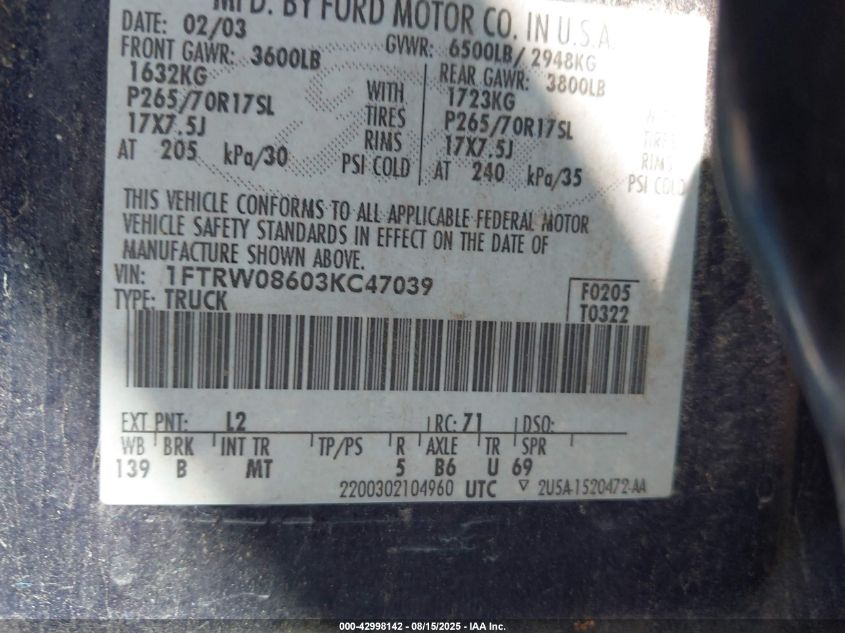 MFD. BY FORD MOTOR CO. IN U.S.A.
DATE: 02/03 GVWR: 6500LB/ 2948KG
FRONT GAWR: 3600LB REAR GAWR: 3800LB
1632KG WITH 1723KG WITH
P265/70R17SL TIRES P265/70R17SL TIRES
17X7.5J RIMS 17X7.5J RIMS
AT 205 kPa/30 PSI COLD AT 240 kPa/35 PSI COLD
THIS VEHICLE CONFORMS TO ALL APPLICABLE FEDERAL MOTOR
VEHICLE SAFETY STANDARDS IN EFFECT ON THE DATE OF
MANUFACTURE SHOWN ABOVE.
VIN: 1FTRW08603KC47039 F0205
TYPE: TRUCK T0322
EXT PNT: L2 RC: 71 DSO:
WB BRK INT TR TP/PS R AXLE TR SPR
139 B MT 5 B6 U 69
2200302104960 UTC 2U5A-1520472-AA
000-42998142 - 08/15/2025 - IAA Inc.